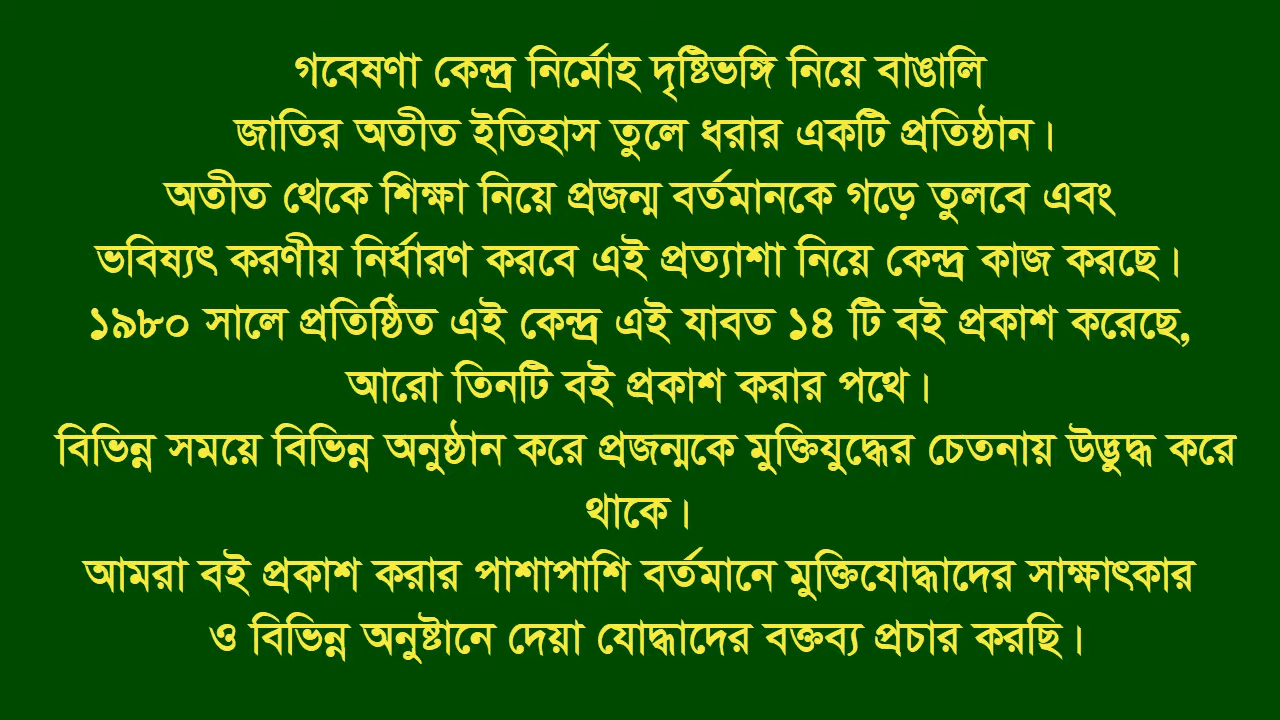 গবেষণা কেন্দ্র নির্মোহ দৃষ্টিভঙ্গি নিয়ে বাঙালি
জাতির অতীত ইতিহাস তুলে ধরার একটি প্রতিষ্ঠান।
অতীত থেকে শিক্ষা নিয়ে প্রজন্ম বর্তমানকে গড়ে তুলবে এবং
ভবিষ্যৎ করণীয় নির্ধারণ করবে এই প্রত্যাশা নিয়ে কেন্দ্র কাজ করছে।
১৯৮০ সালে প্রতিষ্ঠিত এই কেন্দ্র এই যাবত ১৪ টি বই প্রকাশ করেছে,
আরো তিনটি বই প্রকাশ করার পথে।
বিভিন্ন সময়ে বিভিন্ন অনুষ্ঠান করে প্রজন্মকে মুক্তিযুদ্ধের চেতনায় উদ্ভুদ্ধ করে
থাকে।
আমরা বই প্রকাশ করার পাশাপাশি বর্তমানে মুক্তিযোদ্ধাদের সাক্ষাৎকার
ও বিভিন্ন অনুষ্টানে দেয়া যোদ্ধাদের বক্তব্য প্রচার করছি।